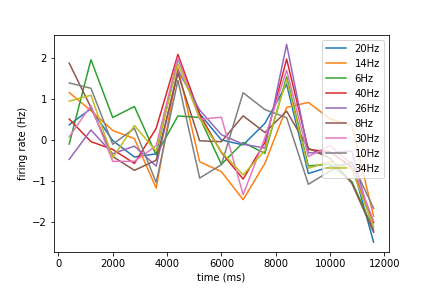 20Hz
14Hz
6Hz
40Hz
26Hz
8Hz
30Hz
10Hz
34Hz
2
1
0
−1
−2
firing rate (Hz)
0 2000 4000 6000 8000 10000 12000
time (ms)